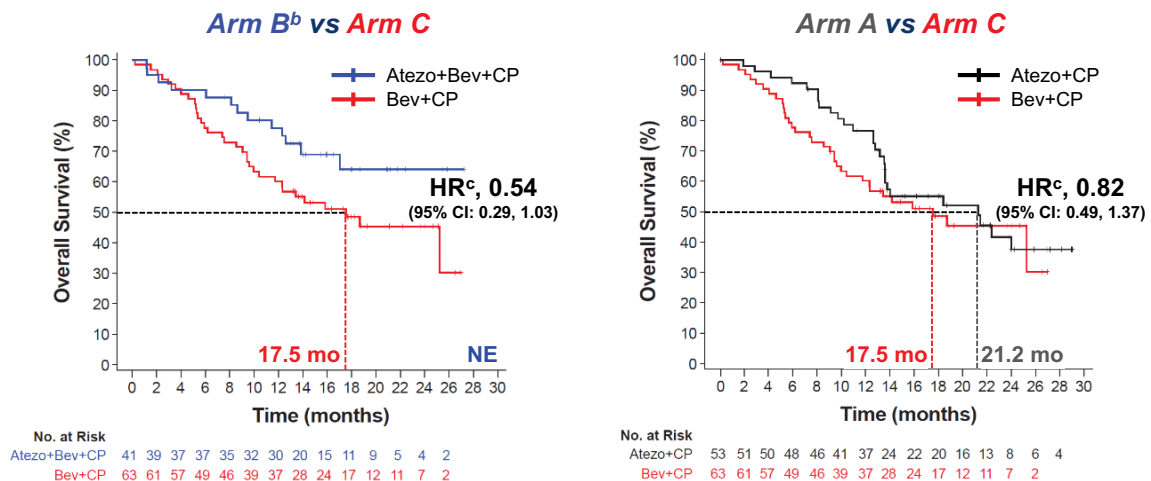 Arm Bᵇ vs Arm C
Atezo+Bev+CP
Bev+CP
Overall Survival (%)
100
90
80
70
60
50
40
30
20
10
0
HRᶜ, 0.54
(95% CI: 0.29, 1.03)
17.5 mo
NE
0 2 4 6 8 10 12 14 16 18 20 22 24 26 28 30
Time (months)
No. at Risk
Atezo+Bev+CP 41 39 37 37 35 32 30 20 15 11 9 5 4 2
Bev+CP 63 61 57 49 46 39 37 28 24 17 12 11 7 2
Arm A vs Arm C
Atezo+CP
Bev+CP
Overall Survival (%)
100
90
80
70
60
50
40
30
20
10
0
HRᶜ, 0.82
(95% CI: 0.49, 1.37)
17.5 mo
21.2 mo
0 2 4 6 8 10 12 14 16 18 20 22 24 26 28 30
Time (months)
No. at Risk
Atezo+CP 53 51 50 48 46 41 37 24 22 20 16 13 8 6 4
Bev+CP 63 61 57 49 46 39 37 28 24 17 12 11 7 2